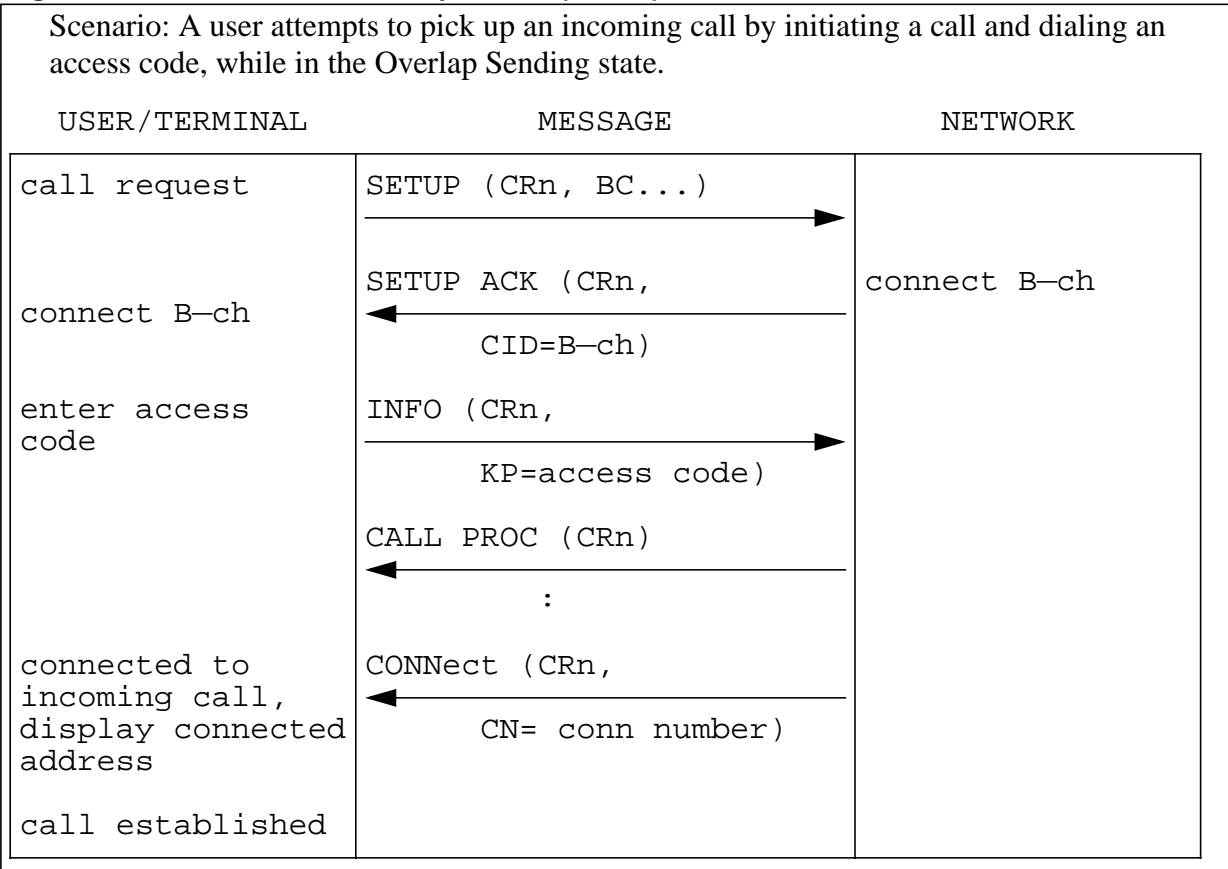 Scenario: A user attempts to pick up an incoming call by initiating a call and dialing an
access code, while in the Overlap Sending state.
USER/TERMINAL MESSAGE NETWORK
call request SETUP (CRn, BC...)
SETUP ACK (CRn, connect B—ch
connect B—ch
CID=B—ch)
enter access INFO (CRn,
code
KP=access code)
CALL PROC (CRn)
:
connected to CONNect (CRn,
incoming call,
display connected CN= conn number)
address
call established